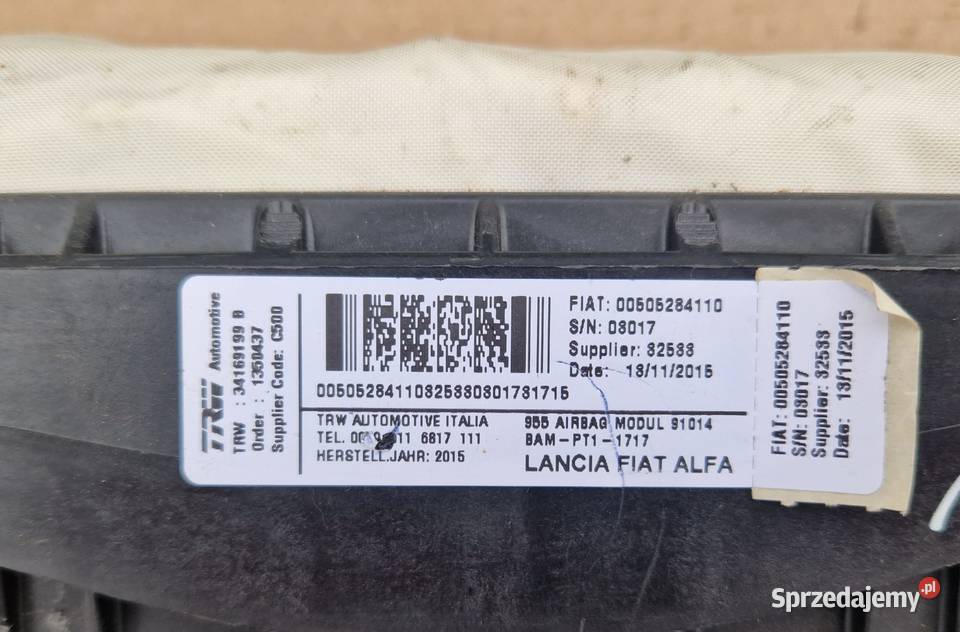 TRW Automotive
TRW : 34169199 B
Order : 1350437
Supplier Code: C500
FIAT: 00505284110
S/N: 03017
Supplier: 32533
Date: 13/11/2015
00505284110325330301731715
TRW AUTOMOTIVE ITALIA
TEL. 11 6817 111
HERSTELL.JAHR: 2015
955 AIRBAG MODUL 91014
BAM-PT1-1717
LANCIA FIAT ALFA
FIAT: 00505284110
S/N: 03017
Supplier: 32533
Date: 13/11/2015
Sprzedajemy.pl